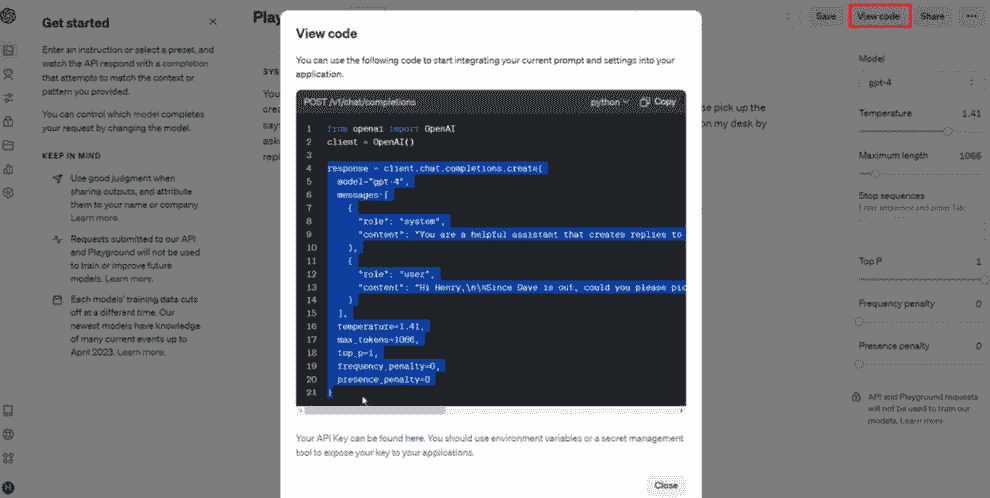 Get started
Enter an instruction or select a preset, and
watch the API respond with a completion
that attempts to match the context or
pattern you provided.
You can control which model completes
your request by changing the model.
KEEP IN MIND
Use good judgment when
sharing outputs, and attribute
them to your name or company.
Learn more.
Requests submitted to our API
and Playground will not be used
to train or improve future
models. Learn more.
Each models' training data cuts
off at a different time. Our
newest models have knowledge
of many current events up to
April 2023. Learn more.
View code
You can use the following code to start integrating your current prompt and settings into your
application.
POST /v1/chat/completions
python
Copy
1 from openai import OpenAI
2 client = OpenAI()
3
4 response = client.chat.completions.create(
5 model="gpt-4",
6 messages=[
7 {
8 "role": "system",
9 "content": "You are a helpful assistant that creates replies to
10 },
11 {
12 "role": "user",
13 "content": "Hi Henry,\n\nSince Dave is out, could you please pic
14 }
15 ],
16 temperature=1.41,
17 max_tokens=1066,
18 top_p=1,
19 frequency_penalty=0,
20 presence_penalty=0
21 )
Your API Key can be found here. You should use environment variables or a secret management
tool to expose your key to your applications.
Close
Save
View code
Share
se pick up the
on my desk by
Model
gpt-4
Temperature 1.41
Maximum length 1066
Stop sequences
Enter sequence and press Tab
Top P 1
Frequency penalty 0
Presence penalty 0
API and Playground requests
will not be used to train our
models. Learn more